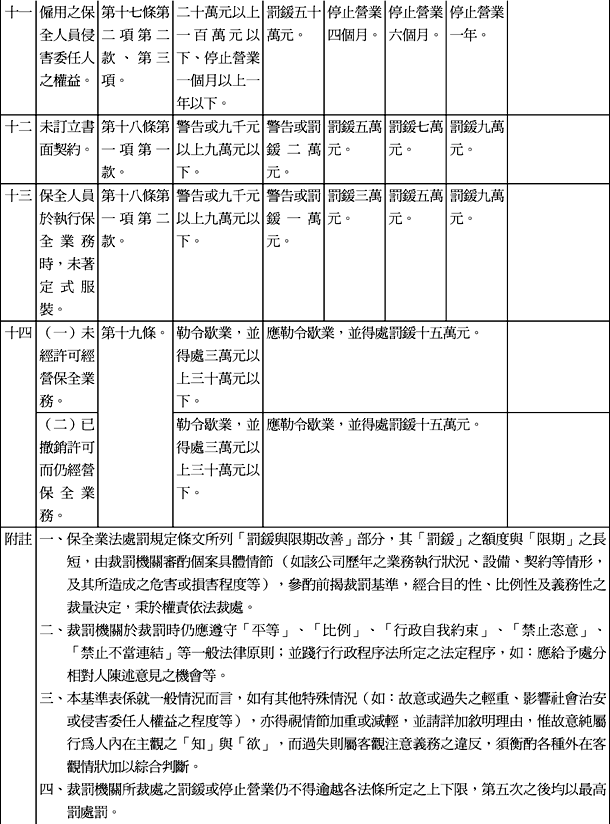 十一
僱用之保
全人員侵
害委任人
之權益。
第十七條第
二項第二
款、第三
項。
二十萬元以上
一百萬元以
下、停止營業
一個月以上一
年以下。
罰鍰五十
萬元。
停止營業
四個月。
停止營業
六個月。
停止營業
一年。
十二
未訂立書
面契約。
第十八條第
一項第一
款。
警告或九千元
以上九萬元以
下。
警告或罰
鍰二萬
元。
罰鍰五萬
元。
罰鍰七萬
元。
罰鍰九萬
元。
十三
保全人員
於執行保
全業務
時，未著
定式服
裝。
第十八條第
一項第二
款。
警告或九千元
以上九萬元以
下。
警告或罰
鍰一萬
元。
罰鍰三萬
元。
罰鍰五萬
元。
罰鍰九萬
元。
十四
（一）未
經許可經
營保全業
務。
第十九條。
勒令歇業，並
得處三萬元以
上三十萬元以
下。
應勒令歇業，並得處罰鍰十五萬元。
（二）已
撤銷許可
而仍經營
保全業
務。
勒令歇業，並
得處三萬元以
上三十萬元以
下。
應勒令歇業，並得處罰鍰十五萬元。
附註
一、保全業法處罰規定條文所列「罰鍰與限期改善」部分，其「罰鍰」之額度與「限期」之長
短，由裁罰機關審酌個案具體情節（如該公司歷年之業務執行狀況、設備、契約等情形，
及其所造成之危害或損害程度等），參酌前揭裁罰基準，經合目的性、比例性及義務性之
裁量決定，秉於權責依法裁處。
二、裁罰機關於裁罰時仍應遵守「平等」、「比例」、「行政自我約束」、「禁止恣意」、
「禁止不當連結」等一般法律原則；並踐行行政程序法所定之法定程序，如：應給予處分
相對人陳述意見之機會等。
三、本基準表係就一般情況而言，如有其他特殊情況（如：故意或過失之輕重、影響社會治安
或侵害委任人權益之程度等），亦得視情節加重或減輕，並請詳加敘明理由，惟故意純屬
行爲人內在主觀之「知」與「欲」，而過失則屬客觀注意義務之違反，須衡酌各種外在客
觀情狀加以綜合判斷。
四、裁罰機關所裁處之罰鍰或停止營業仍不得逾越各法條所定之上下限，第五次之後均以最高
罰處罰。